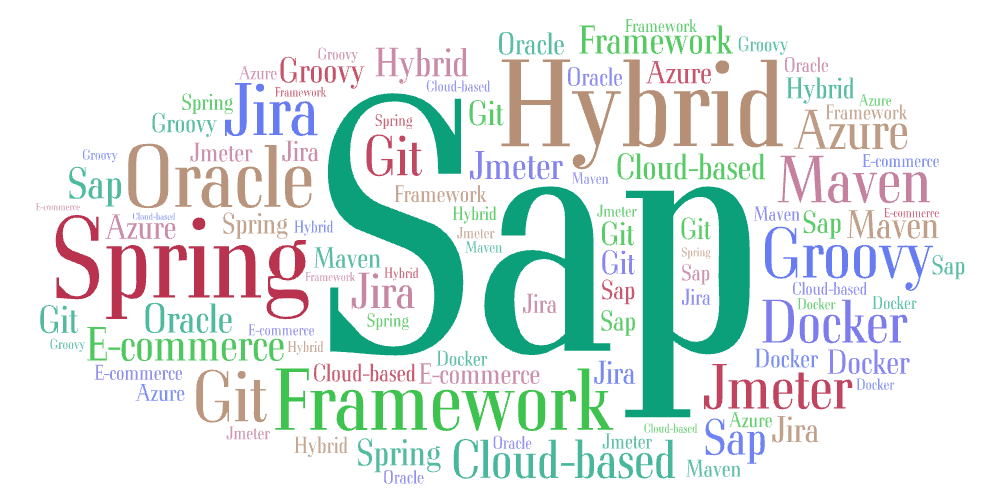 Framework
Oracle
Framework
Groovy
Groovy
Hybrid
Oracle
Azure
Groovy
Azure
Oracle
Hybrid
Framework
Cloud-based
Hybrid
Azure
Spring
Jira
Git
Framework
Groovy
Spring
Azure
Groovy
Jmeter
Jira
Git
Jmeter
Cloud-based
E-commerce
Maven
Maven
Sap
Oracle
Framework
Sap
E-commerce
Cloud-based
Azure
Spring
Hybrid
Hybrid
Jmeter
Maven
Sap
Maven
E-commerce
Spring
Jmeter
Maven
Git
Git
Groovy
Maven
Framework
Hybrid
Jira
Git
Spring
Sap
Sap
Sap
Jira
Cloud-based
Jira
Docker
Docker
Git
Oracle
Spring
Sap
Docker
E-commerce
Groovy
E-commerce
Hybrid
Docker
Docker
Docker
E-commerce
Cloud-based
E-commerce
Jira
Docker
Azure
Git
Framework
Jmeter
Jmeter
Cloud-based
Azure
Sap
Jira
Hybrid
Spring
Oracle
Jmeter
Cloud-based
Maven
Oracle